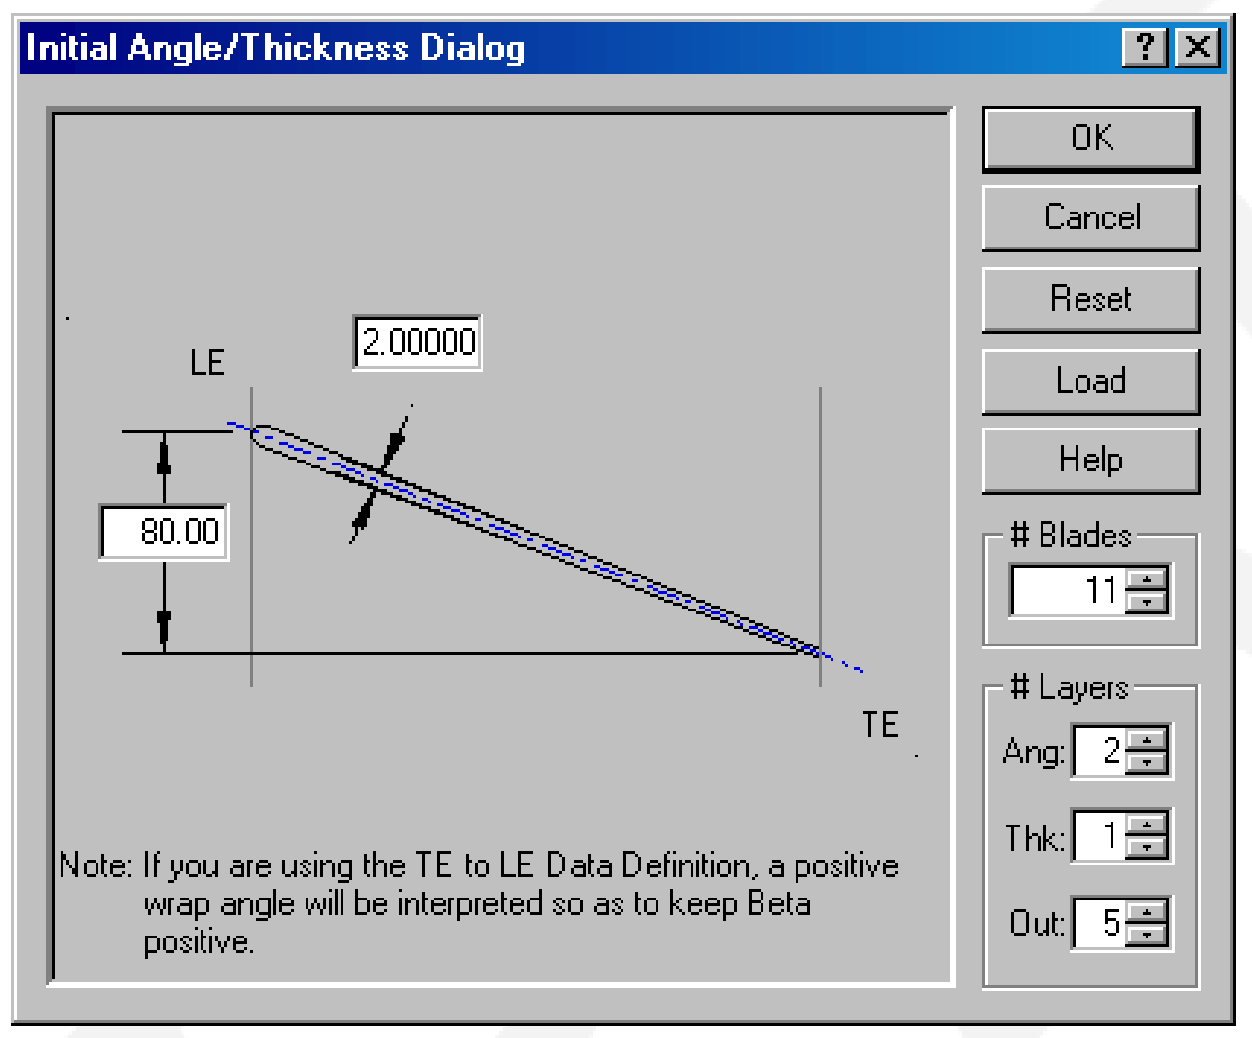 Initial Angle/Thickness Dialog
? X
OK
Cancel
Reset
Load
Help
LE
2.00000
80.00
TE
Note: If you are using the TE to LE Data Definition, a positive
wrap angle will be interpreted so as to keep Beta
positive.
# Blades
11
# Layers
Ang: 2
Thk: 1
Out: 5